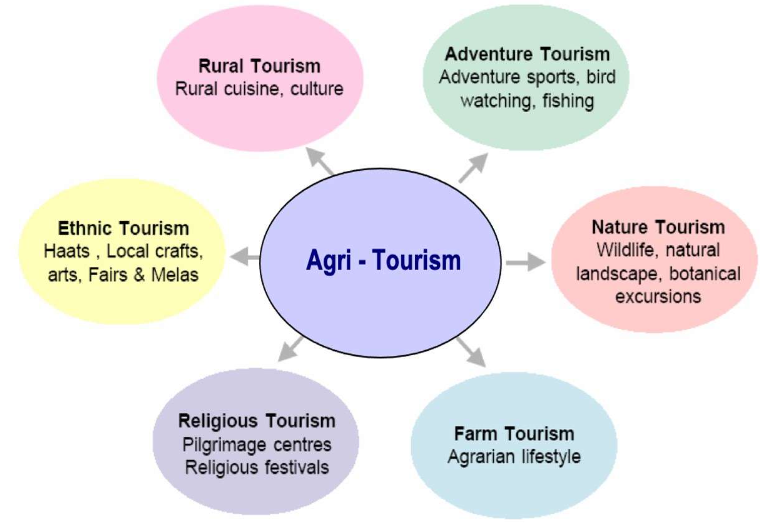 Rural Tourism
Rural cuisine, culture
Adventure Tourism
Adventure sports, bird
watching, fishing
Ethnic Tourism
Haats , Local crafts,
arts, Fairs & Melas
Agri - Tourism
Nature Tourism
Wildlife, natural
landscape, botanical
excursions
Religious Tourism
Pilgrimage centres
Religious festivals
Farm Tourism
Agrarian lifestyle